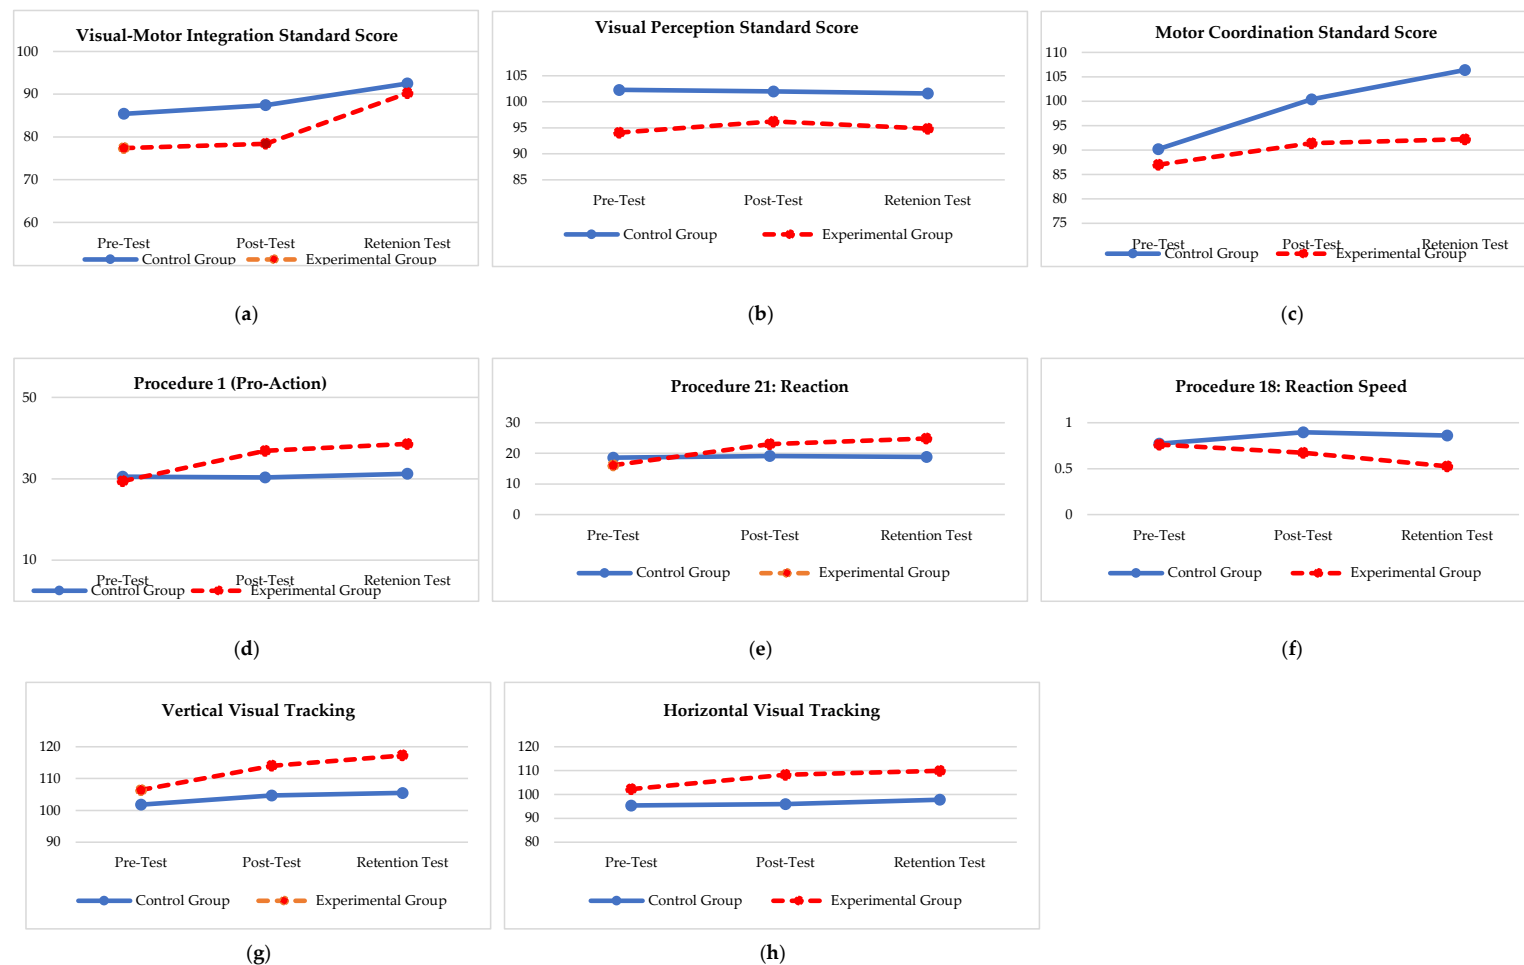 Visual-Motor Integration Standard Score
100
90
80
70
60
Pre-Test Post-Test Retenion Test
Control Group Experimental Group
(a)
Visual Perception Standard Score
105
100
95
90
85
Pre-Test Post-Test Retenion Test
Control Group Experimental Group
(b)
Motor Coordination Standard Score
110
105
100
95
90
85
80
75
Pre-Test Post-Test Retenion Test
Control Group Experimental Group
(c)
Procedure 1 (Pro-Action)
50
30
10
Pre-Test Post-Test Retenion Test
Control Group Experimental Group
(d)
Procedure 21: Reaction
30
20
10
0
Pre-Test Post-Test Retention Test
Control Group Experimental Group
(e)
Procedure 18: Reaction Speed
1
0.5
0
Pre-Test Post-Test Retention Test
Control Group Experimental Group
(f)
Vertical Visual Tracking
120
110
100
90
Pre-Test Post-Test Retention Test
Control Group Experimental Group
(g)
Horizontal Visual Tracking
120
110
100
90
80
Pre-Test Post-Test Retention Test
Control Group Experimental Group
(h)